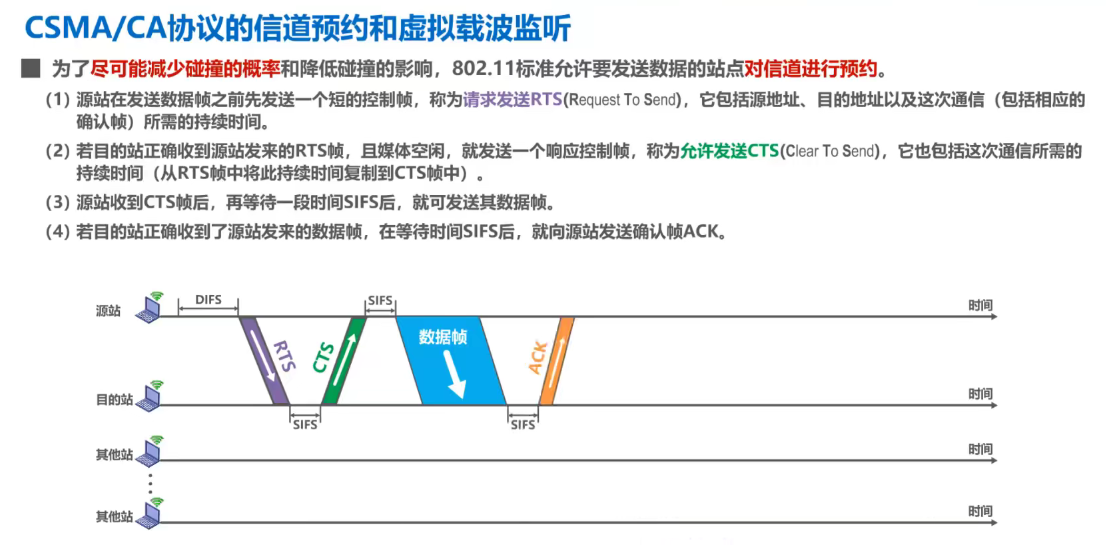 CSMA/CA协议的信道预约和虚拟载波监听
为了尽可能减少碰撞的概率和降低碰撞的影响，802.11标准允许要发送数据的站点对信道进行预约。
(1) 源站在发送数据帧之前先发送一个短的控制帧，称为请求发送RTS(Request To Send)，它包括源地址、目的地址以及这次通信（包括相应的
确认帧）所需的持续时间。
(2) 若目的站正确收到源站发来的RTS帧，且媒体空闲，就发送一个响应控制帧，称为允许发送CTS(Clear To Send)，它也包括这次通信所需的
持续时间（从RTS帧中将此持续时间复制到CTS帧中）。
(3) 源站收到CTS帧后，再等待一段时间SIFS后，就可发送其数据帧。
(4) 若目的站正确收到了源站发来的数据帧，在等待时间SIFS后，就向源站发送确认帧ACK。
DIFS
SIFS
源站
时间
RTS
CTS
数据帧
ACK
目的站
时间
SIFS
SIFS
其他站
时间
其他站
时间